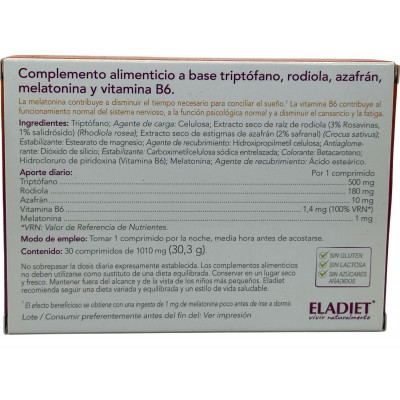 Complemento alimenticio a base triptófano, rodiola, azafrán,
melatonina y vitamina B6.
La melatonina contribuye a disminuir el tiempo necesario para conciliar el sueño.¹ La vitamina B6 contribuye al
funcionamiento normal del sistema nervioso, a la función psicológica normal y a disminuir el cansancio y la fatiga.
Ingredientes: Triptófano; Agente de carga: Celulosa; Extracto seco de raíz de rodiola (3% Rosavinas,
1% salidrósido) (Rhodiola rosea); Extracto seco de estigmas de azafrán (2% safranal) (Crocus sativus);
Estabilizante: Estearato de magnesio; Agente de recubrimiento: Hidroxipropilmetil celulosa; Antiaglome-
rante: Dióxido de silicio; Estabilizante: Carboximetilcelulosa sódica entrelazada; Colorante: Betacaroteno;
Hidrocloruro de piridoxina (Vitamina B6); Melatonina; Agente de recubrimiento: Ácido esteárico.
Aporte diario: Por 1 comprimido
Triptófano 500 mg
Rodiola 180 mg
Azafrán 10 mg
Vitamina B6 1,4 mg (100% VRN*)
Melatonina 1 mg
*VRN: Valor de Referencia de Nutrientes.
Modo de empleo: Tomar 1 comprimido por la noche, media hora antes de acostarse.
Contenido: 30 comprimidos de 1010 mg (30,3 g)
No sobrepasar la dosis diaria expresamente establecida. Los complementos alimenticios
no deben utilizarse como sustituto de una dieta equilibrada. Conservar en un lugar seco
y fresco. Mantener fuera del alcance y de la vista de los niños más pequeños. Eladiet
recomienda seguir una dieta variada y equilibrada y un estilo de vida saludable.
¹ El efecto beneficioso se obtiene con una ingesta de 1 mg de melatonina poco antes de irse a dormir.
Lote / Consumir preferentemente antes del fin del: Ver impresión
SIN GLUTEN
SIN LACTOSA
SIN AZÚCARES
AÑADIDOS
ELADIET®
vivir naturalmente